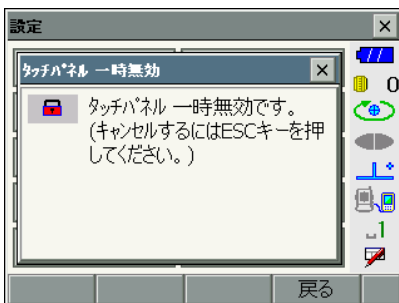 設定
ﾀｯﾁﾊﾟﾈﾙ 一時無効
ﾀｯﾁﾊﾟﾈﾙ 一時無効です。
(ｷｬﾝｾﾙするにはESCキーを押
してください。)
0
1
戻る